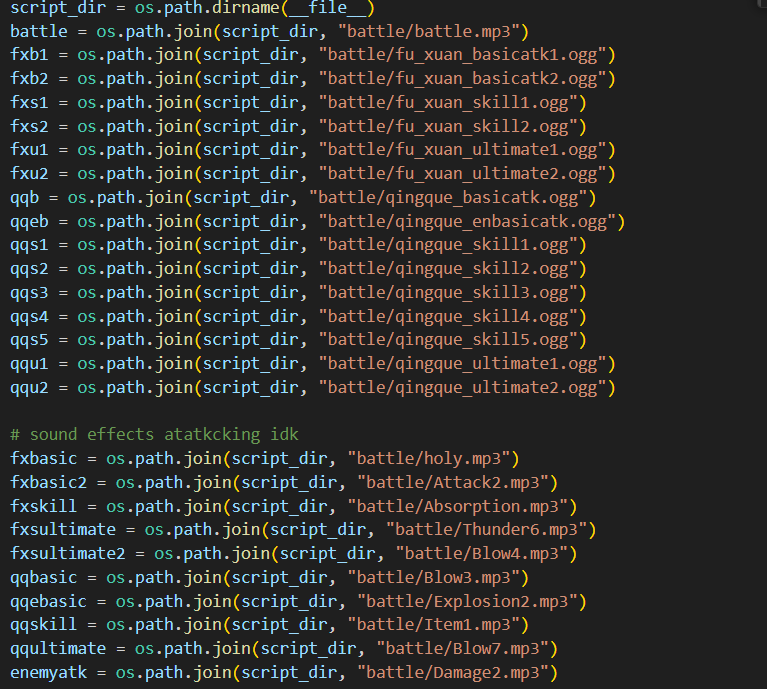 script_dir = os.path.dirname(__file__)
battle = os.path.join(script_dir, "battle/battle.mp3")
fxb1 = os.path.join(script_dir, "battle/fu_xuan_basicatk1.ogg")
fxb2 = os.path.join(script_dir, "battle/fu_xuan_basicatk2.ogg")
fxs1 = os.path.join(script_dir, "battle/fu_xuan_skill1.ogg")
fxs2 = os.path.join(script_dir, "battle/fu_xuan_skill2.ogg")
fxu1 = os.path.join(script_dir, "battle/fu_xuan_ultimate1.ogg")
fxu2 = os.path.join(script_dir, "battle/fu_xuan_ultimate2.ogg")
qqb = os.path.join(script_dir, "battle/qingque_basicatk.ogg")
qqeb = os.path.join(script_dir, "battle/qingque_enbasicatk.ogg")
qqs1 = os.path.join(script_dir, "battle/qingque_skill1.ogg")
qqs2 = os.path.join(script_dir, "battle/qingque_skill2.ogg")
qqs3 = os.path.join(script_dir, "battle/qingque_skill3.ogg")
qqs4 = os.path.join(script_dir, "battle/qingque_skill4.ogg")
qqs5 = os.path.join(script_dir, "battle/qingque_skill5.ogg")
qqu1 = os.path.join(script_dir, "battle/qingque_ultimate1.ogg")
qqu2 = os.path.join(script_dir, "battle/qingque_ultimate2.ogg")
# sound effects atatkcking idk
fxbasic = os.path.join(script_dir, "battle/holy.mp3")
fxbasic2 = os.path.join(script_dir, "battle/Attack2.mp3")
fxskill = os.path.join(script_dir, "battle/Absorption.mp3")
fxsultimate = os.path.join(script_dir, "battle/Thunder6.mp3")
fxsultimate2 = os.path.join(script_dir, "battle/Blow4.mp3")
qqbasic = os.path.join(script_dir, "battle/Blow3.mp3")
qqebasic = os.path.join(script_dir, "battle/Explosion2.mp3")
qqskill = os.path.join(script_dir, "battle/Item1.mp3")
qqultimate = os.path.join(script_dir, "battle/Blow7.mp3")
enemyatk = os.path.join(script_dir, "battle/Damage2.mp3")